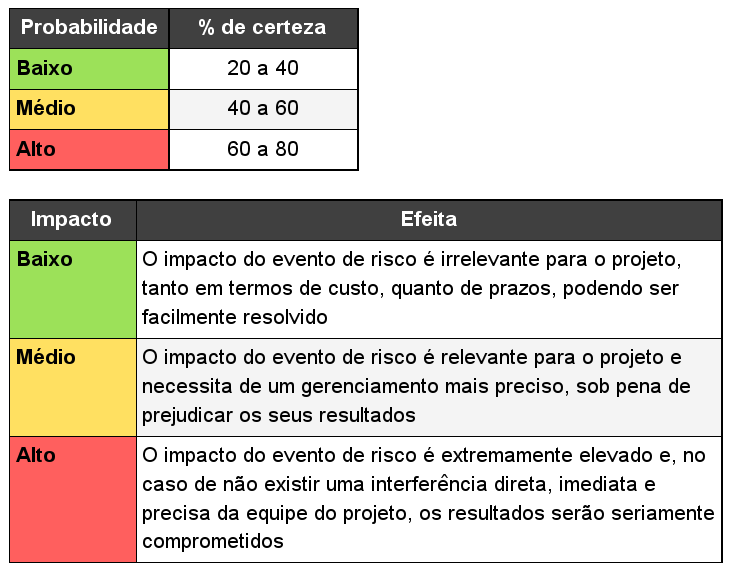 Probabilidade % de certeza
Baixo 20 a 40
Médio 40 a 60
Alto 60 a 80
Impacto Efeita
Baixo O impacto do evento de risco é irrelevante para o projeto,
tanto em termos de custo, quanto de prazos, podendo ser
facilmente resolvido
Médio O impacto do evento de risco é relevante para o projeto e
necessita de um gerenciamento mais preciso, sob pena de
prejudicar os seus resultados
Alto O impacto do evento de risco é extremamente elevado e, no
caso de não existir uma interferência direta, imediata e
precisa da equipe do projeto, os resultados serão seriamente
comprometidos